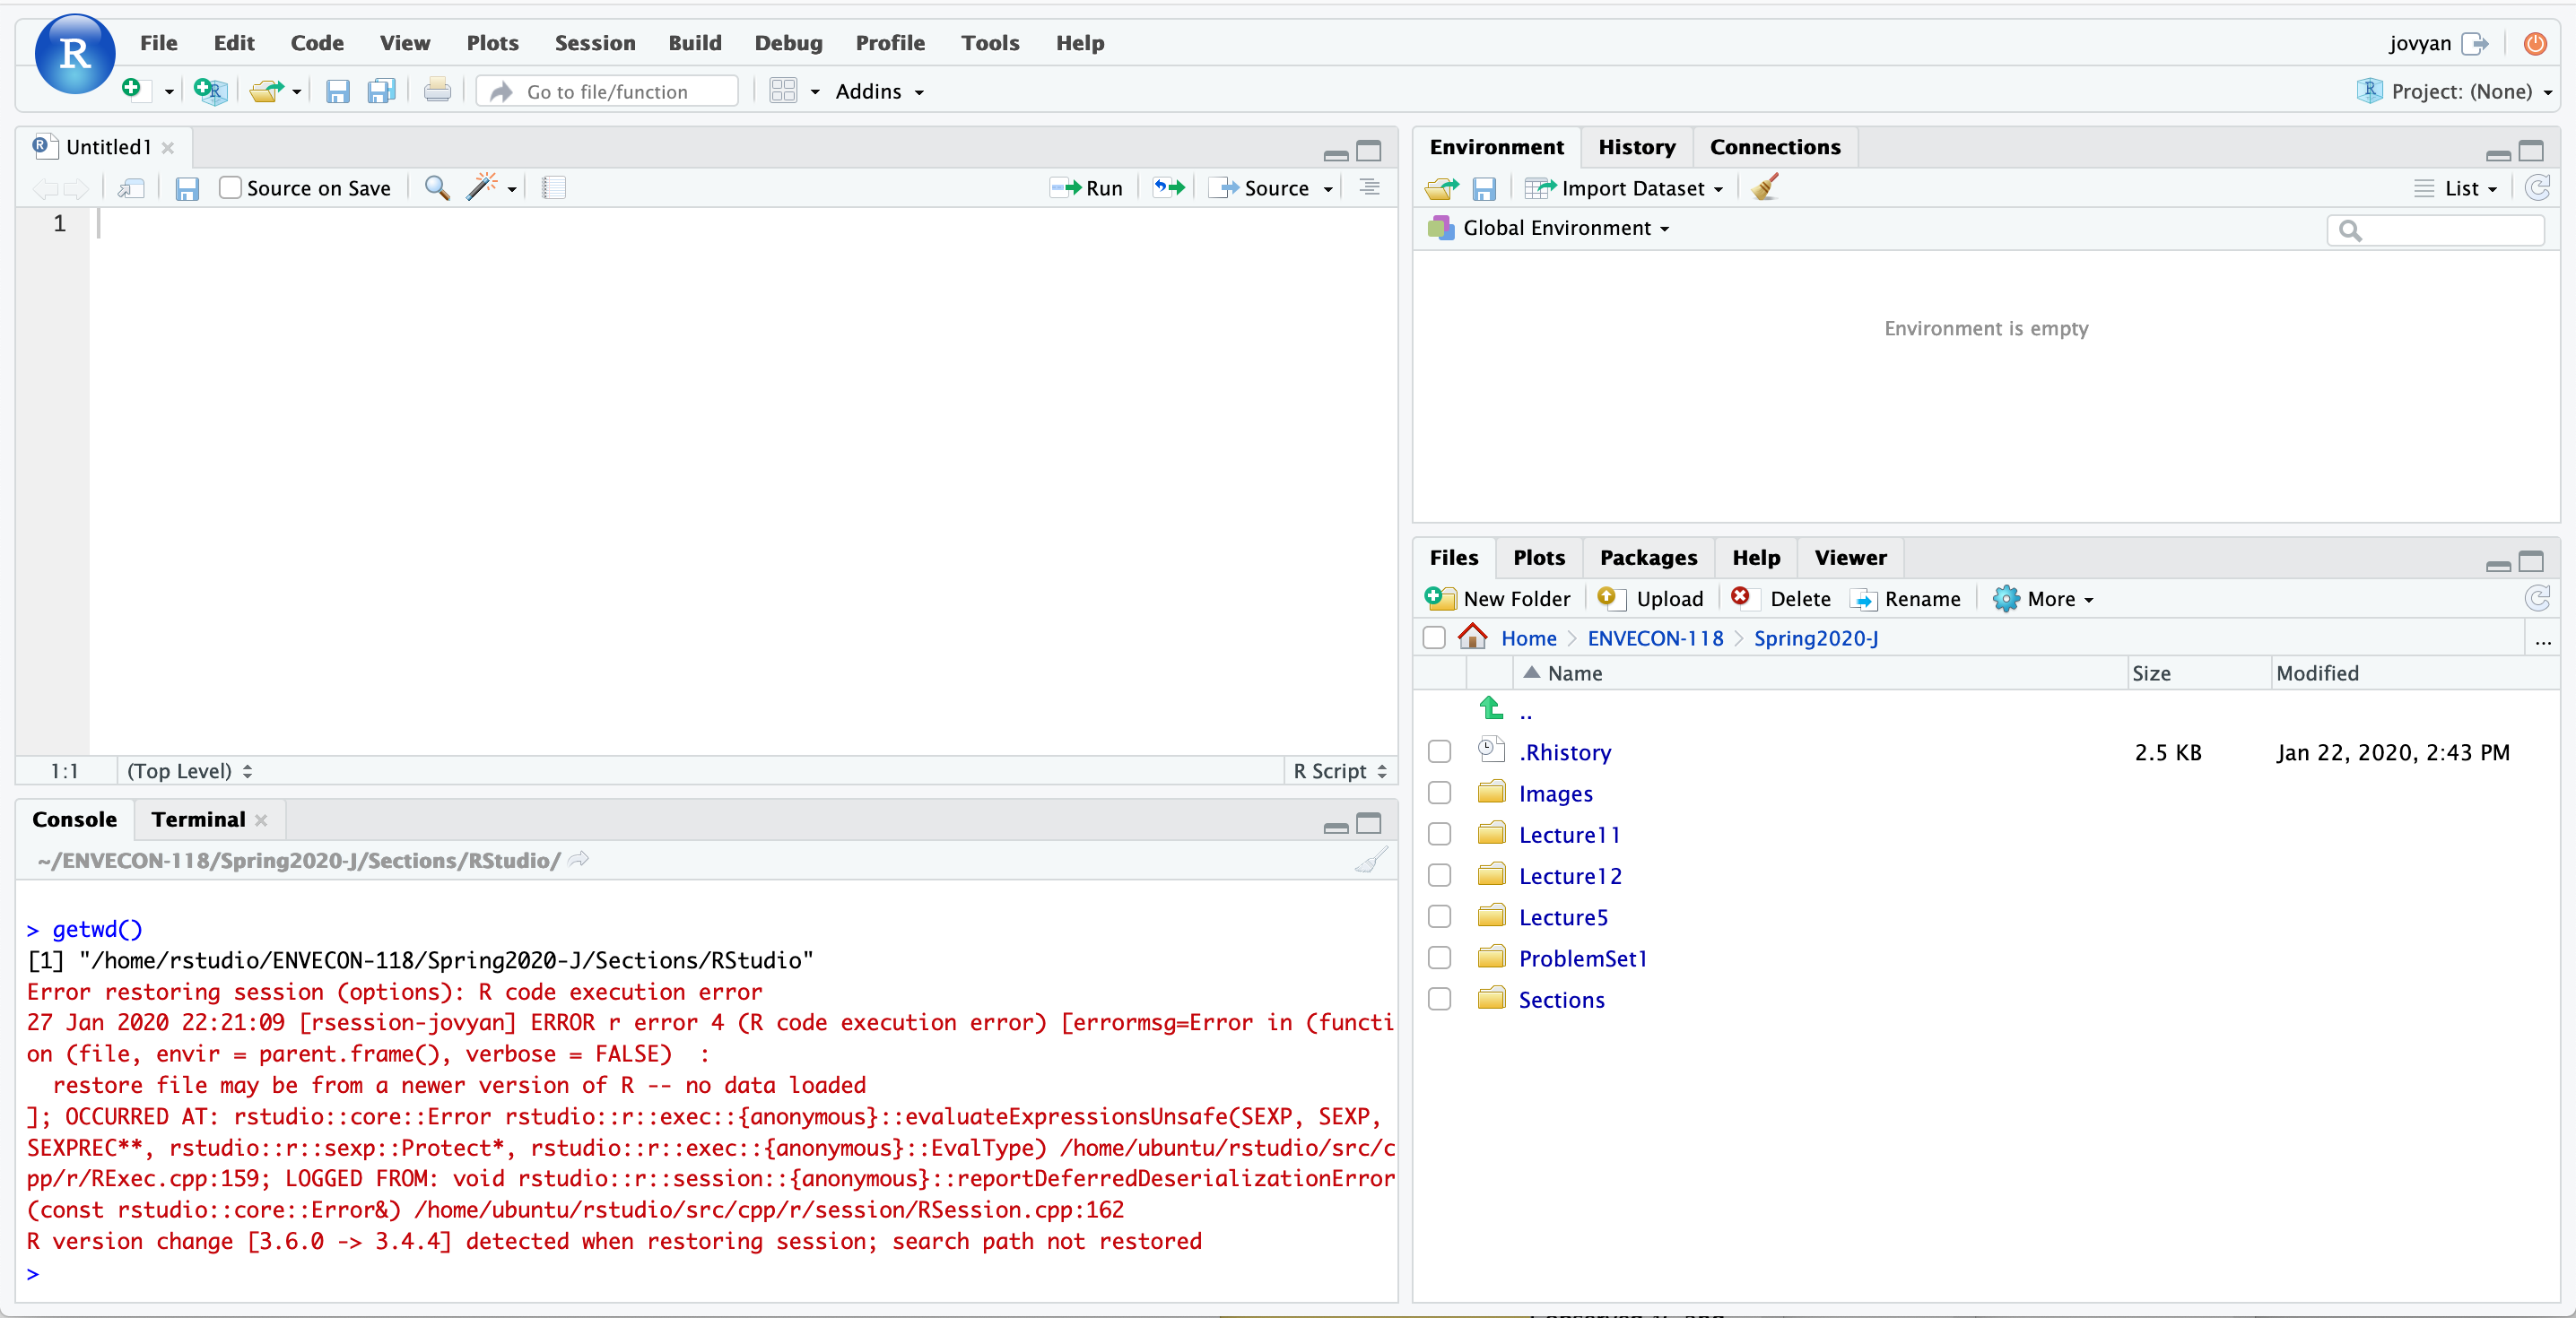 R
File Edit Code View Plots Session Build Debug Profile Tools Help
jovyan
Go to file/function
Addins
Project: (None)
Untitled1
Source on Save
Run
Source
1
1:1
(Top Level)
R Script
Console Terminal
~/ENVECON-118/Spring2020-J/Sections/RStudio/
> getwd()
[1] "/home/rstudio/ENVECON-118/Spring2020-J/Sections/RStudio"
Error restoring session (options): R code execution error
27 Jan 2020 22:21:09 [rsession-jovyan] ERROR r error 4 (R code execution error) [errormsg=Error in (functi
on (file, envir = parent.frame(), verbose = FALSE)  :
  restore file may be from a newer version of R -- no data loaded
]; OCCURRED AT: rstudio::core::Error rstudio::r::exec::{anonymous}::evaluateExpressionsUnsafe(SEXP, SEXP,
SEXPREC**, rstudio::r::sexp::Protect*, rstudio::r::exec::{anonymous}::EvalType) /home/ubuntu/rstudio/src/c
pp/r/RExec.cpp:159; LOGGED FROM: void rstudio::r::session::{anonymous}::reportDeferredDeserializationError
(const rstudio::core::Error&) /home/ubuntu/rstudio/src/cpp/r/session/RSession.cpp:162
R version change [3.6.0 -> 3.4.4] detected when restoring session; search path not restored
>
Environment History Connections
Import Dataset
List
Global Environment
Environment is empty
Files Plots Packages Help Viewer
New Folder Upload Delete Rename More
Home ENVECON-118 Spring2020-J ...
Name Size Modified
..
.Rhistory 2.5 KB Jan 22, 2020, 2:43 PM
Images
Lecture11
Lecture12
Lecture5
ProblemSet1
Sections